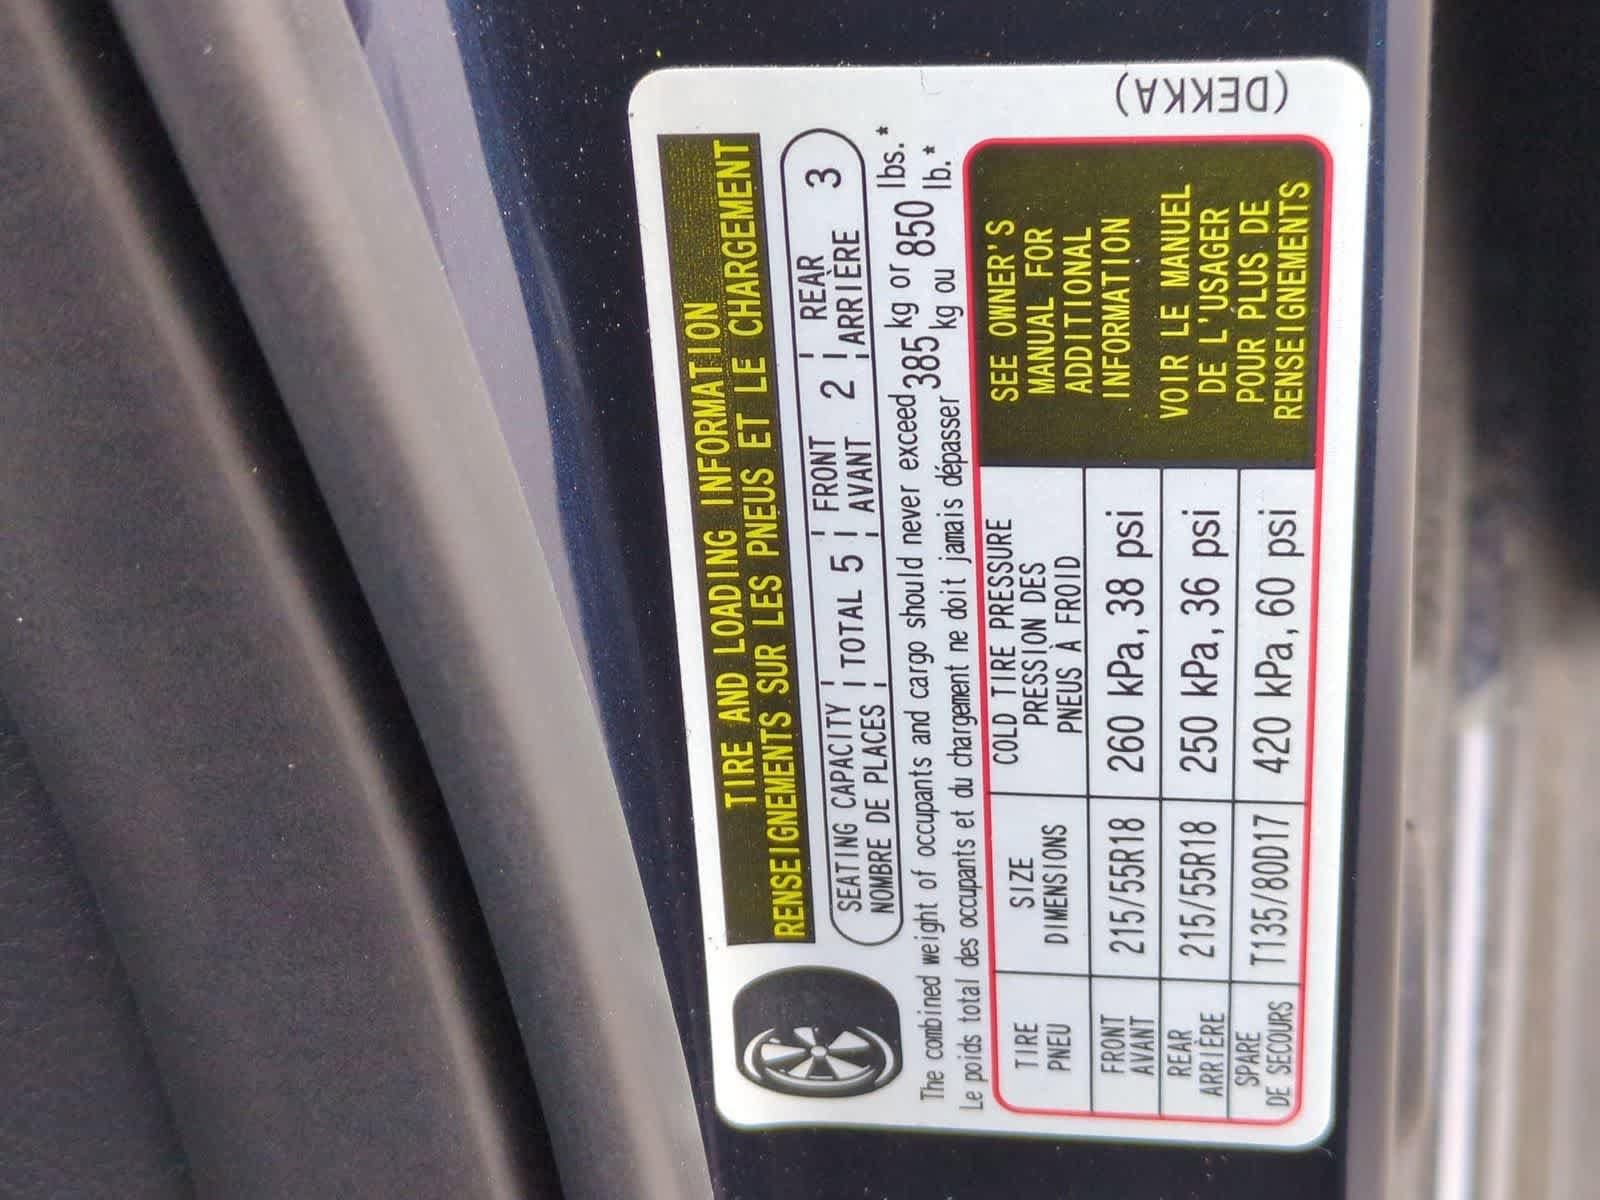 TIRE AND LOADING INFORMATION
RENSEIGNEMENTS SUR LES PNEUS ET LE CHARGEMENT
SEATING CAPACITY TOTAL 5 FRONT 2 REAR 3
NOMBRE DE PLACES AVANT ARRIÈRE
The combined weight of occupants and cargo should never exceed 385 kg or 850 lbs.*
Le poids total des occupants et du chargement ne doit jamais dépasser 385 kg ou 850 lb.*
TIRE SIZE COLD TIRE PRESSURE
PNEU DIMENSIONS PRESSION DES
PNEUS À FROID
FRONT 215/55R18 260 kPa, 38 psi
AVANT
REAR 215/55R18 250 kPa, 36 psi
ARRIÈRE
SPARE T135/80D17 420 kPa, 60 psi
DE SECOURS
SEE OWNER'S
MANUAL FOR
ADDITIONAL
INFORMATION
VOIR LE MANUEL
DE L'USAGER
POUR PLUS DE
RENSEIGNEMENTS
(DEKKA)